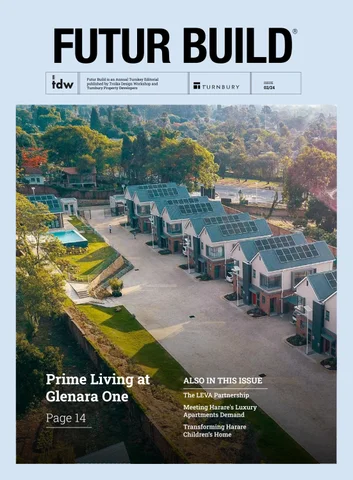 FUTUR BUILD®
tdw
Futur Build is an Annual Turnkey Editorial
published by Troika Design Workshop and
Turnbury Property Developers
TURNBURY
ISSUE
02/24
Prime Living at
Glenara One
Page 14
ALSO IN THIS ISSUE
The LEVA Partnership
Meeting Harare's Luxury
Apartments Demand
Transforming Harare
Children's Home